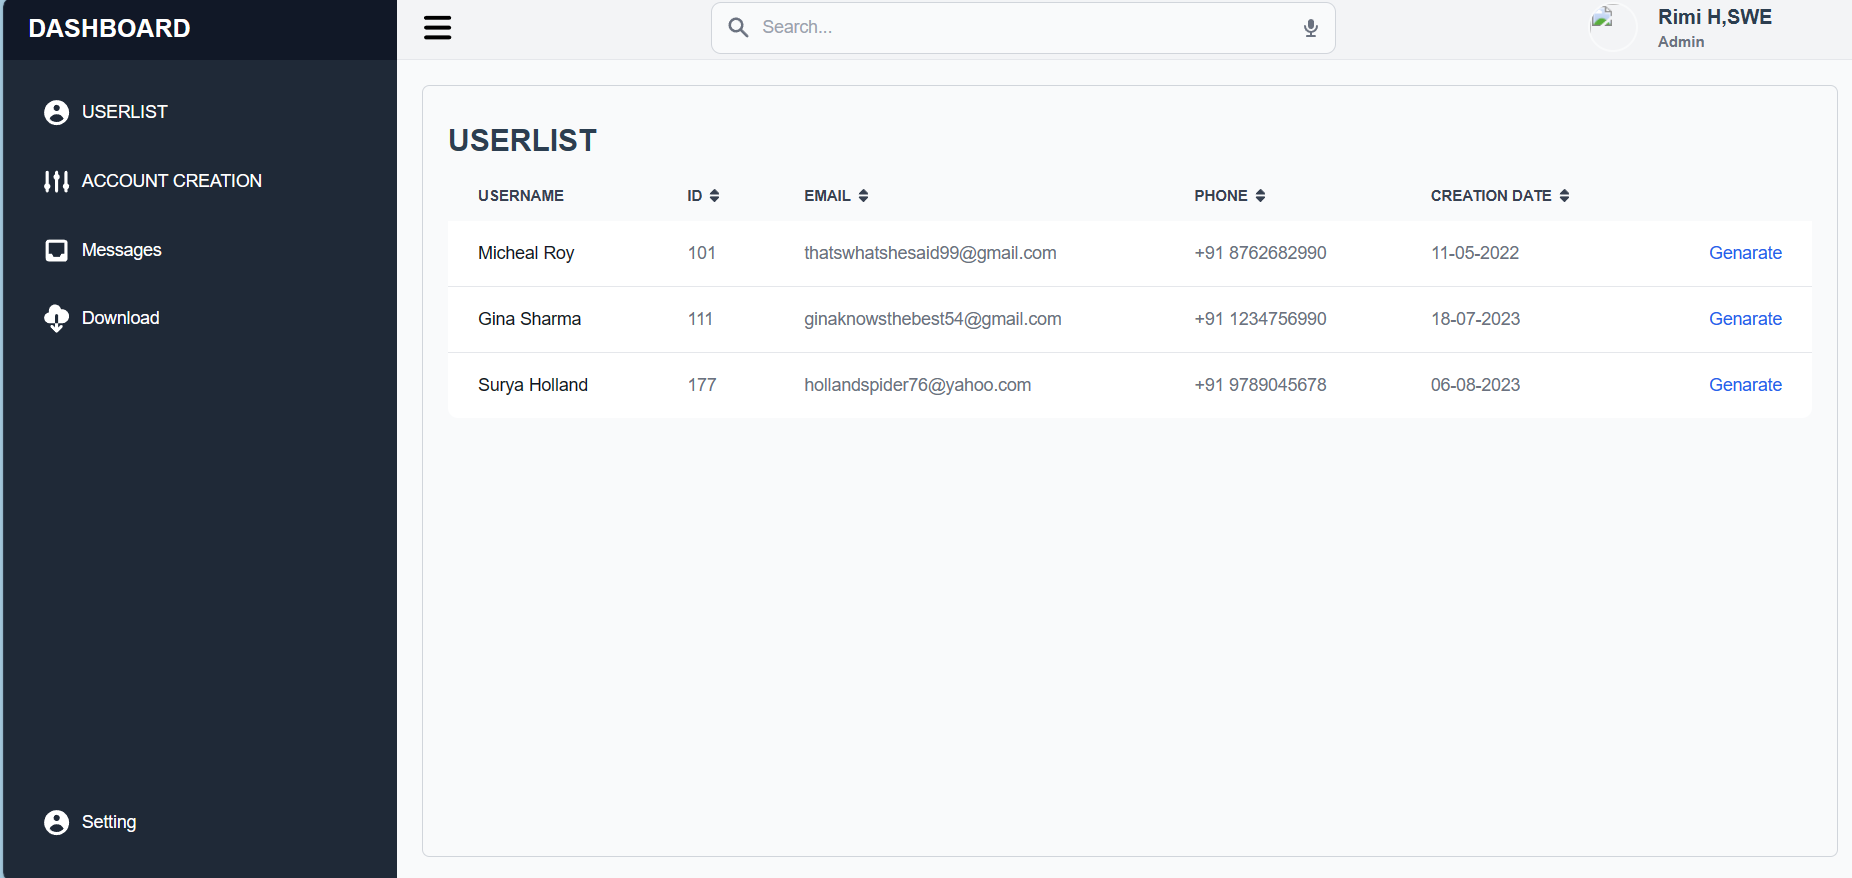 DASHBOARD
Search...
Rimi H,SWE
Admin
USERLIST
ACCOUNT CREATION
Messages
Download
Setting
USERLIST
USERNAME ID EMAIL PHONE CREATION DATE
Micheal Roy 101 thatswhatshesaid99@gmail.com +91 8762682990 11-05-2022 Genarate
Gina Sharma 111 ginaknowsthebest54@gmail.com +91 1234756990 18-07-2023 Genarate
Surya Holland 177 hollandspider76@yahoo.com +91 9789045678 06-08-2023 Genarate